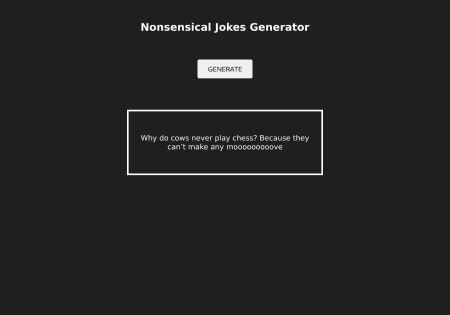 Nonsensical Jokes Generator
GENERATE
Why do cows never play chess? Because they
can't make any mooooooooove